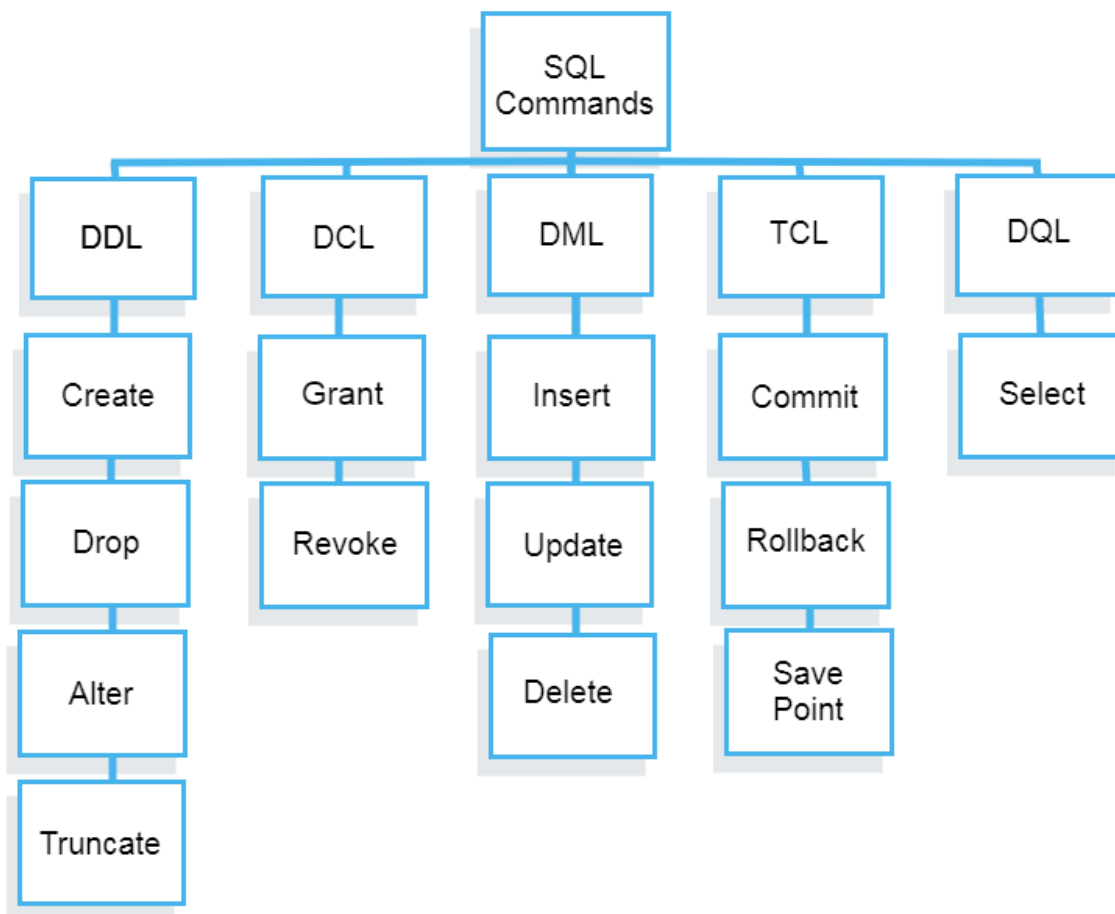 SQL
Commands
DDL
DCL
DML
TCL
DQL
Create
Grant
Insert
Commit
Select
Drop
Revoke
Update
Rollback
Alter
Delete
Save
Point
Truncate